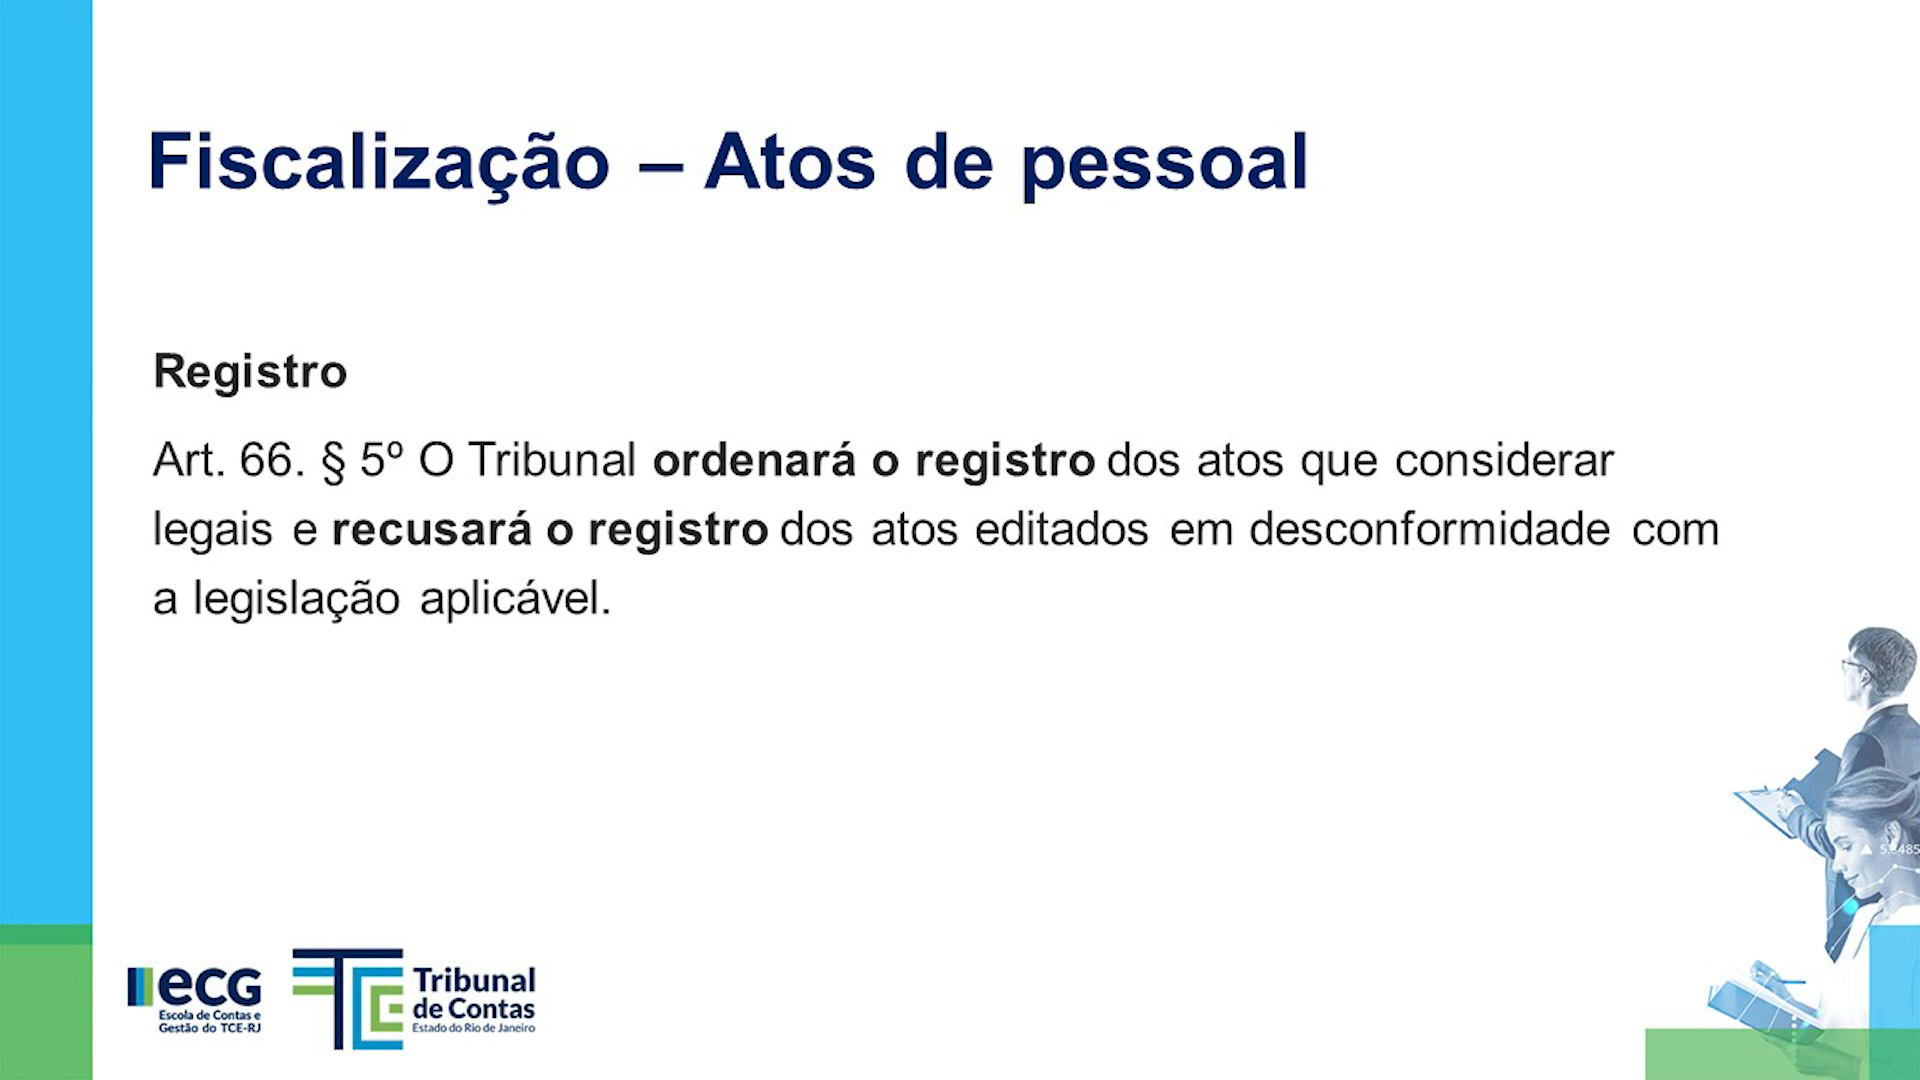 Fiscalização – Atos de pessoal
Registro
Art. 66. § 5º O Tribunal ordenará o registro dos atos que considerar
legais e recusará o registro dos atos editados em desconformidade com
a legislação aplicável.
ecG
Escola de Contas e
Gestão do TCE-RJ
TCE
Tribunal
de Contas
Estado do Rio de Janeiro